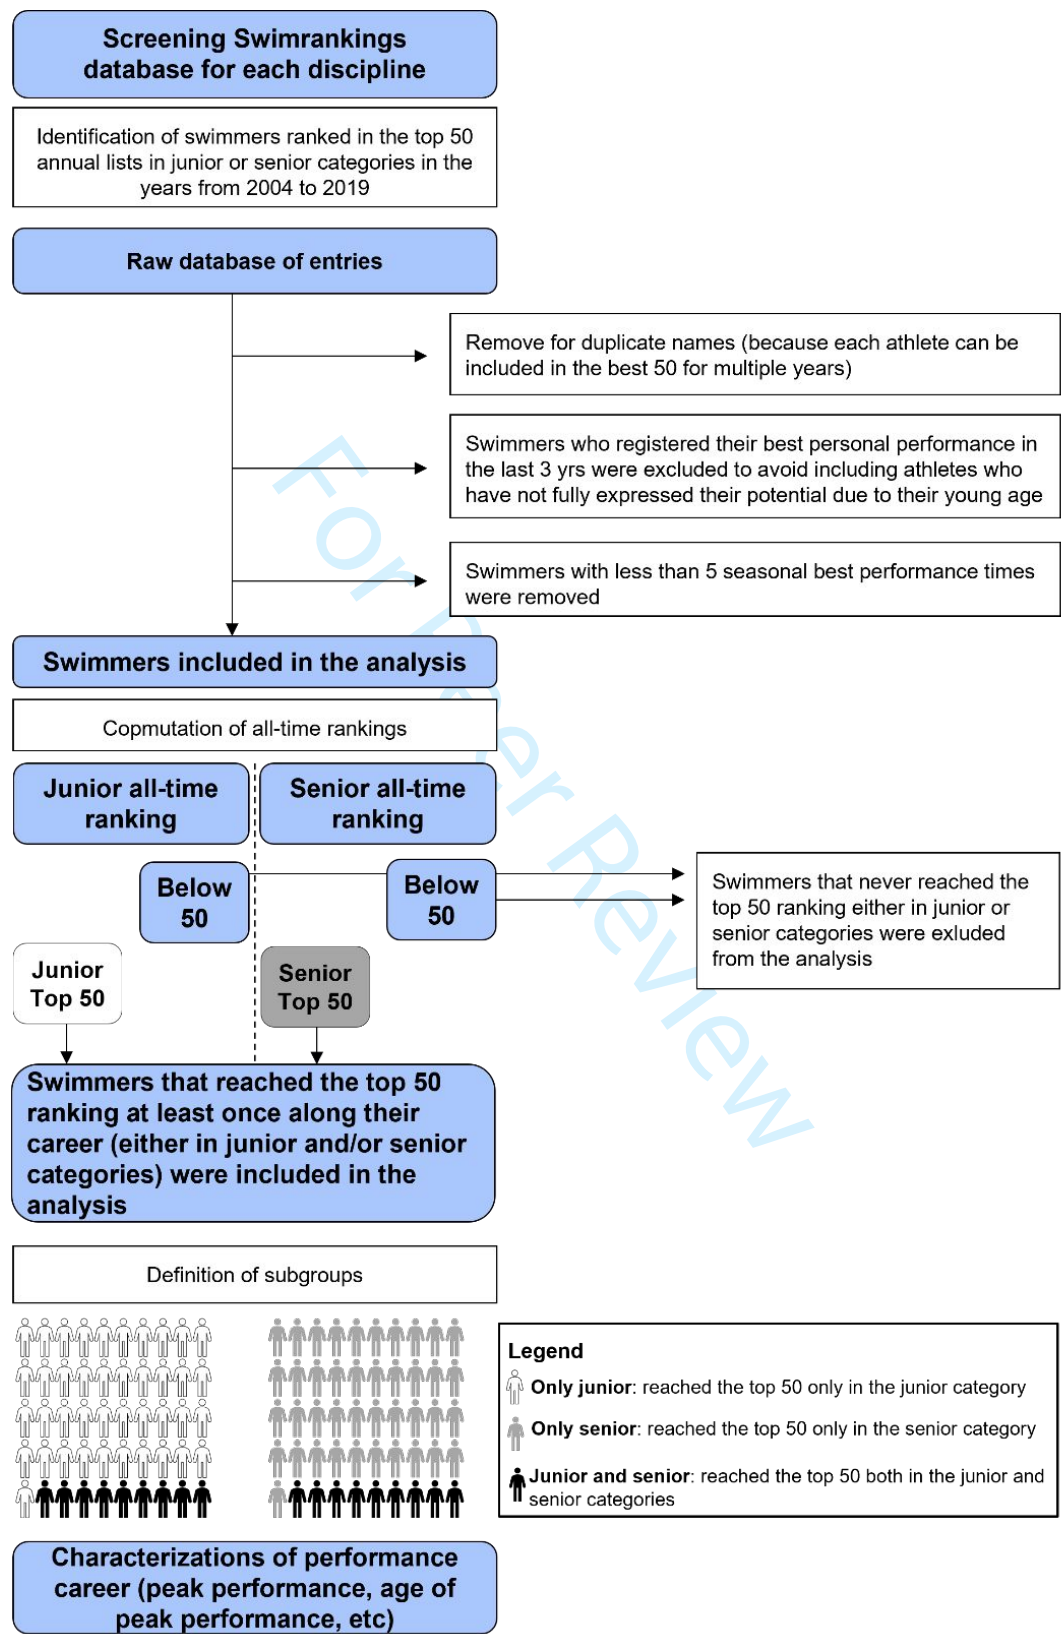 Screening Swimrankings
database for each discipline
Identification of swimmers ranked in the top 50
annual lists in junior or senior categories in the
years from 2004 to 2019
Raw database of entries
Remove for duplicate names (because each athlete can be
included in the best 50 for multiple years)
Swimmers who registered their best personal performance in
the last 3 yrs were excluded to avoid including athletes who
have not fully expressed their potential due to their young age
Swimmers with less than 5 seasonal best performance times
were removed
Swimmers included in the analysis
Copmutation of all-time rankings
Junior all-time
ranking
Senior all-time
ranking
Below
50
Below
50
Swimmers that never reached the
top 50 ranking either in junior or
senior categories were exluded
from the analysis
Junior
Top 50
Senior
Top 50
Swimmers that reached the top 50
ranking at least once along their
career (either in junior and/or senior
categories) were included in the
analysis
Definition of subgroups
Legend
Only junior: reached the top 50 only in the junior category
Only senior: reached the top 50 only in the senior category
Junior and senior: reached the top 50 both in the junior and
senior categories
Characterizations of performance
career (peak performance, age of
peak performance, etc)
For Peer Review